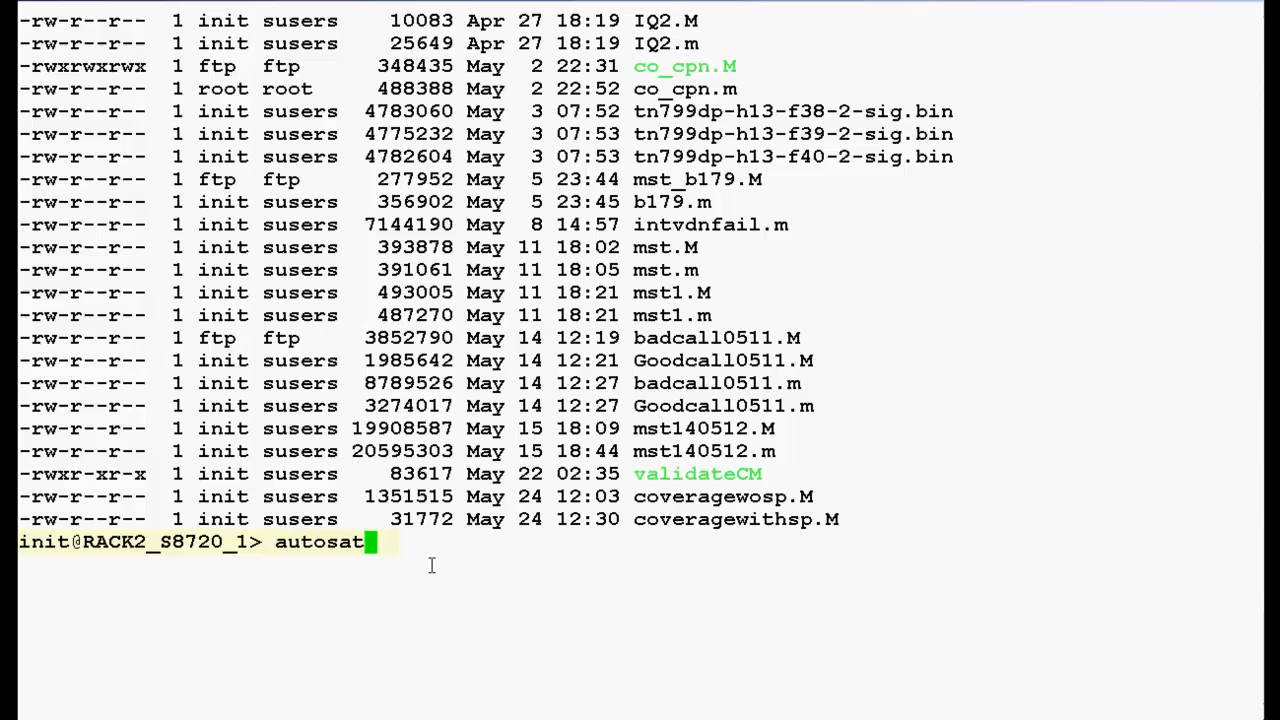 -rw-r--r-- 1 init susers 10083 Apr 27 18:19 IQ2.M
-rw-r--r-- 1 init susers 25649 Apr 27 18:19 IQ2.m
-rwxrwxrwx 1 ftp ftp 348435 May 2 22:31 co_cpn.M
-rw-r--r-- 1 root root 488388 May 2 22:52 co_cpn.m
-rw-r--r-- 1 init susers 4783060 May 3 07:52 tn799dp-h13-f38-2-sig.bin
-rw-r--r-- 1 init susers 4775232 May 3 07:53 tn799dp-h13-f39-2-sig.bin
-rw-r--r-- 1 init susers 4782604 May 3 07:53 tn799dp-h13-f40-2-sig.bin
-rw-r--r-- 1 ftp ftp 277952 May 5 23:44 mst_b179.M
-rw-r--r-- 1 init susers 356902 May 5 23:45 b179.m
-rw-r--r-- 1 init susers 7144190 May 8 14:57 intvdnfail.m
-rw-r--r-- 1 init susers 393878 May 11 18:02 mst.M
-rw-r--r-- 1 init susers 391061 May 11 18:05 mst.m
-rw-r--r-- 1 init susers 493005 May 11 18:21 mst1.M
-rw-r--r-- 1 init susers 487270 May 11 18:21 mst1.m
-rw-r--r-- 1 ftp ftp 3852790 May 14 12:19 badcall0511.M
-rw-r--r-- 1 init susers 1985642 May 14 12:21 Goodcall0511.M
-rw-r--r-- 1 init susers 8789526 May 14 12:27 badcall0511.m
-rw-r--r-- 1 init susers 3274017 May 14 12:27 Goodcall0511.m
-rw-r--r-- 1 init susers 19908587 May 15 18:09 mst140512.M
-rw-r--r-- 1 init susers 20595303 May 15 18:44 mst140512.m
-rwxr-xr-x 1 init susers 83617 May 22 02:35 validateCM
-rw-r--r-- 1 init susers 1351515 May 24 12:03 coveragewosp.M
-rw-r--r-- 1 init susers 31772 May 24 12:30 coveragewithsp.M
init@RACK2_S8720_1> autosat